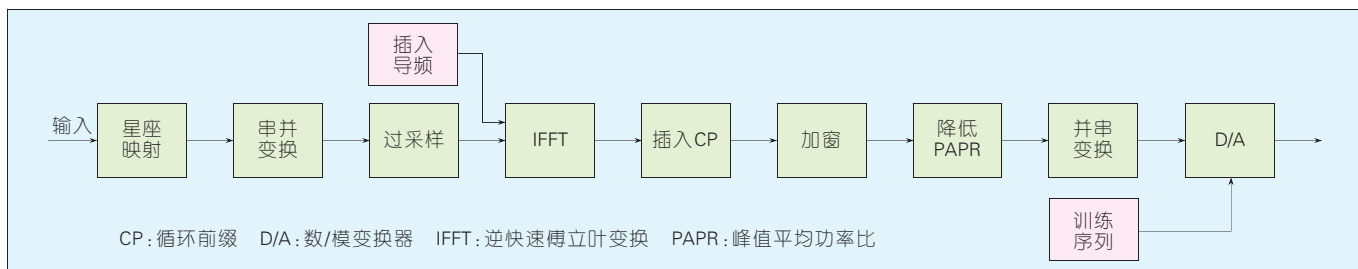 插入
导频
输入
星座
映射
串并
变换
过采样
IFFT
插入CP
加窗
降低
PAPR
并串
变换
D/A
训练
序列
CP:循环前缀 D/A:数/模变换器 IFFT:逆快速傅立叶变换 PAPR:峰值平均功率比